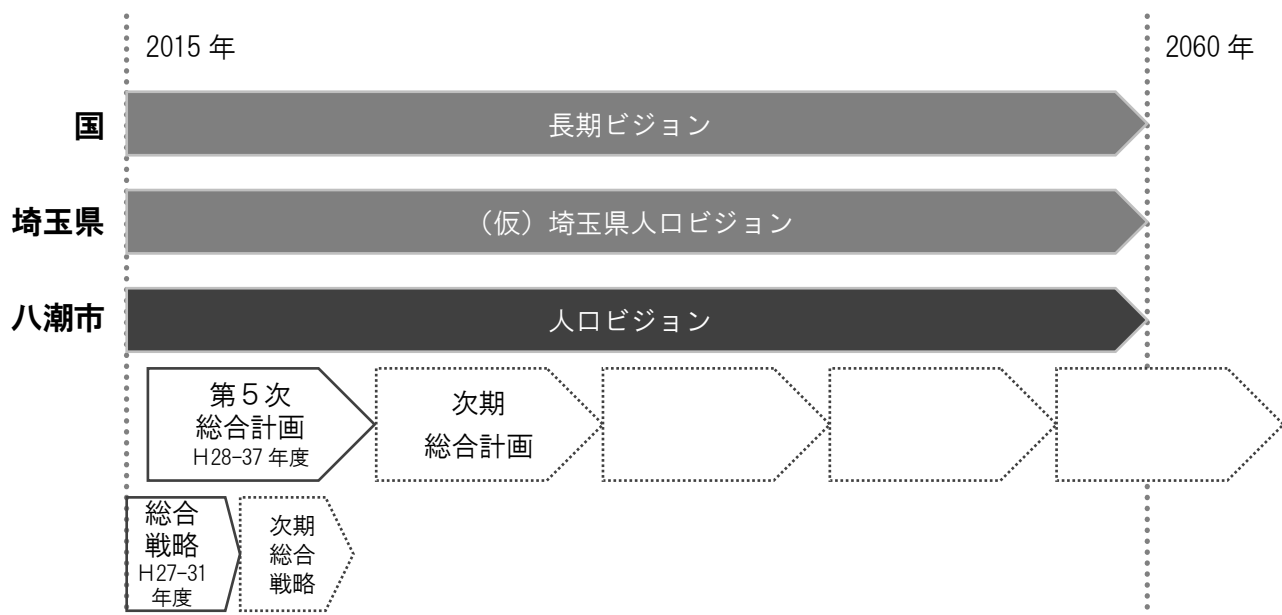 2015 年
2060 年
国
長期ビジョン
埼玉県
（仮）埼玉県人口ビジョン
八潮市
人口ビジョン
第５次
総合計画
Ｈ28-37 年度
次期
総合計画
総合
戦略
Ｈ27-31
年度
次期
総合
戦略